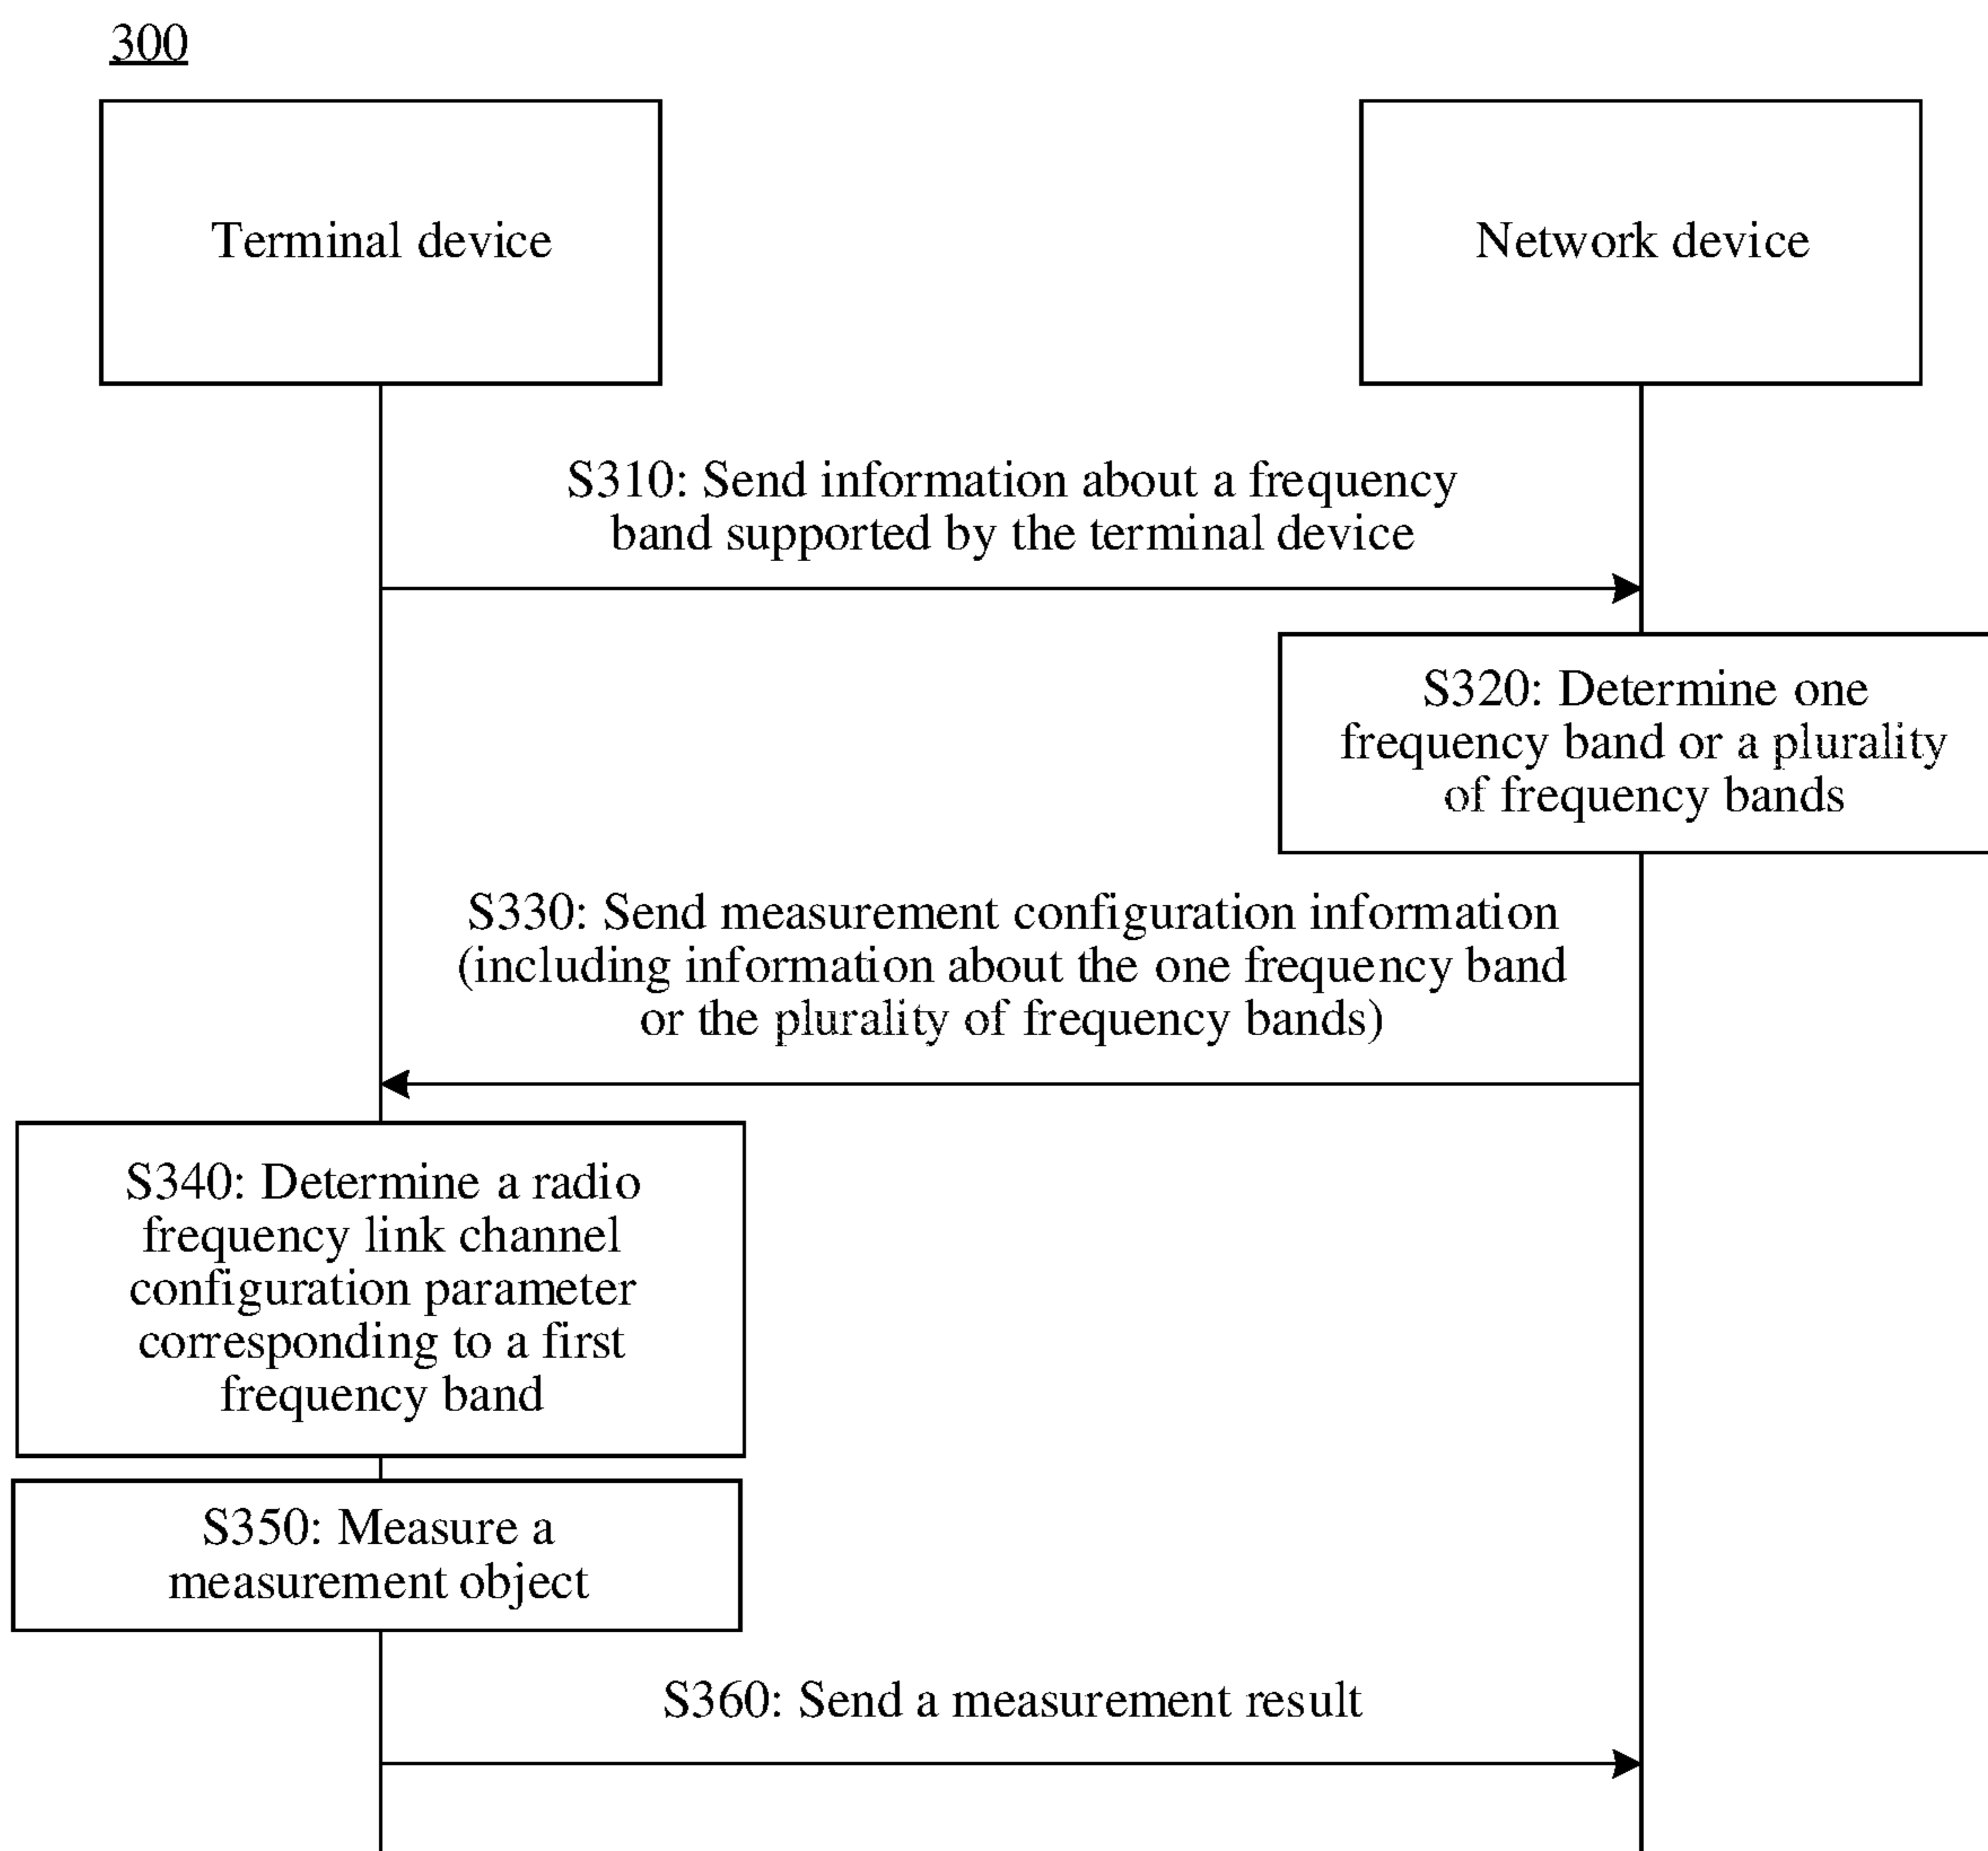 300
Terminal device
Network device
S310: Send information about a frequency
band supported by the terminal device
S320: Determine one
frequency band or a plurality
of frequency bands
S330: Send measurement configuration information
(including information about the one frequency band
or the plurality of frequency bands)
S340: Determine a radio
frequency link channel
configuration parameter
corresponding to a first
frequency band
S350: Measure a
measurement object
S360: Send a measurement result